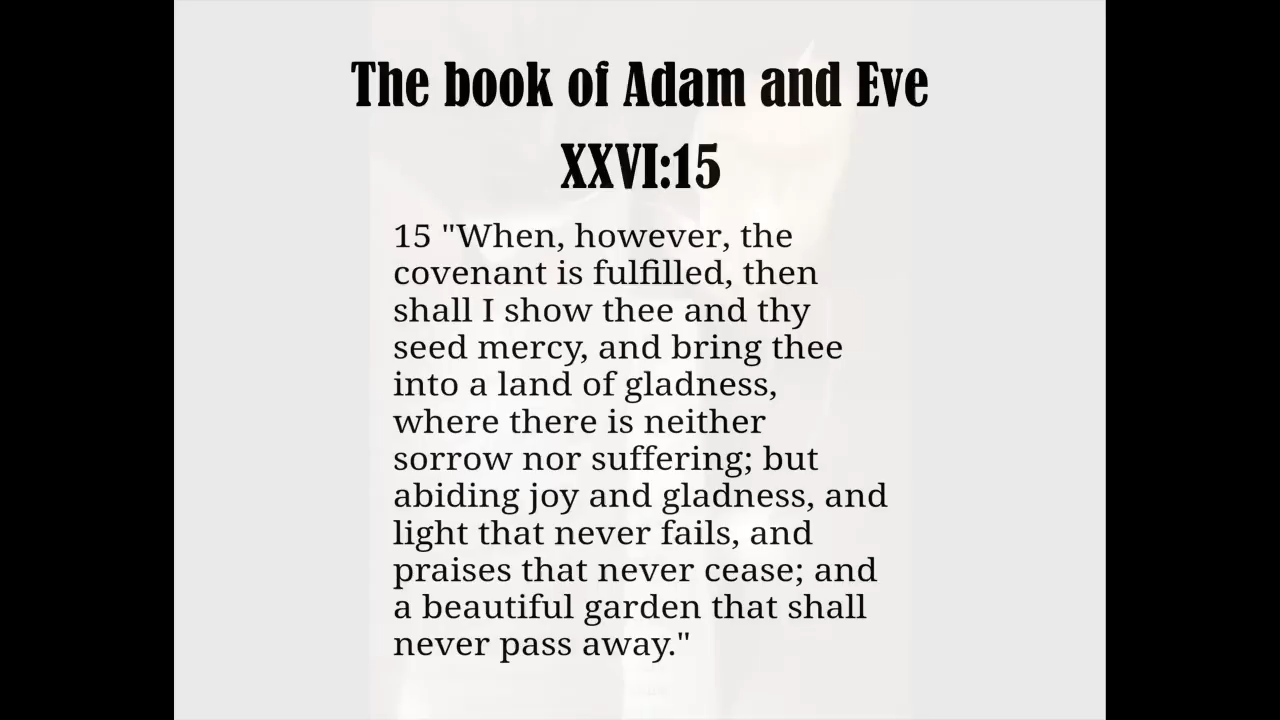 The book of Adam and Eve
XXVI:15
15 "When, however, the
covenant is fulfilled, then
shall I show thee and thy
seed mercy, and bring thee
into a land of gladness,
where there is neither
sorrow nor suffering; but
abiding joy and gladness, and
light that never fails, and
praises that never cease; and
a beautiful garden that shall
never pass away."